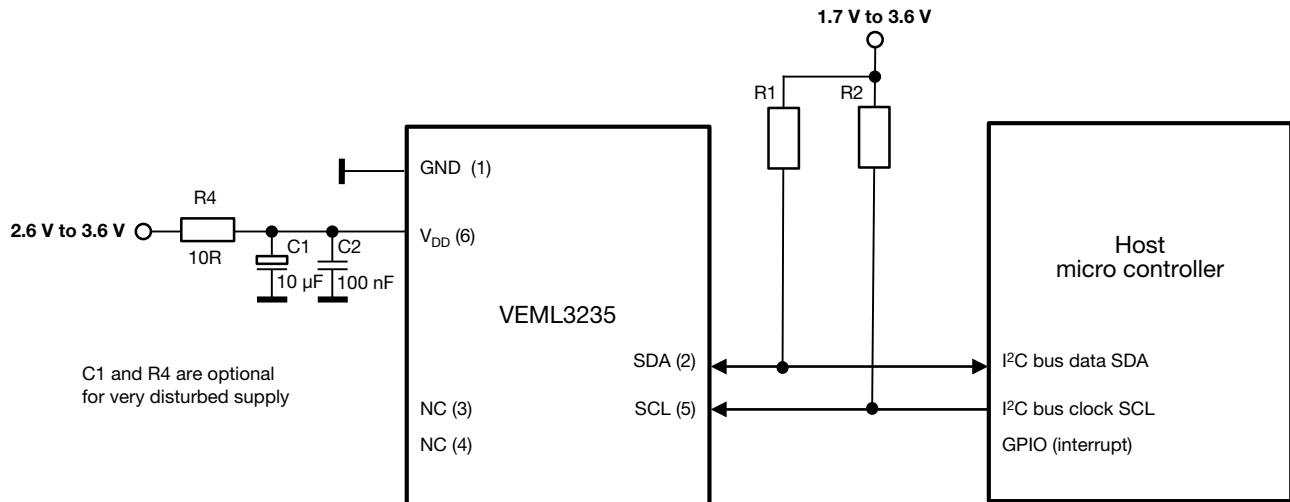 1.7 V to 3.6 V
R1
R2
GND (1)
R4
2.6 V to 3.6 V
10R
C1
C2
10 µF
100 nF
V_DD (6)
Host
micro controller
VEML3235
SDA (2)
I²C bus data SDA
C1 and R4 are optional
for very disturbed supply
NC (3)
SCL (5)
I²C bus clock SCL
NC (4)
GPIO (interrupt)